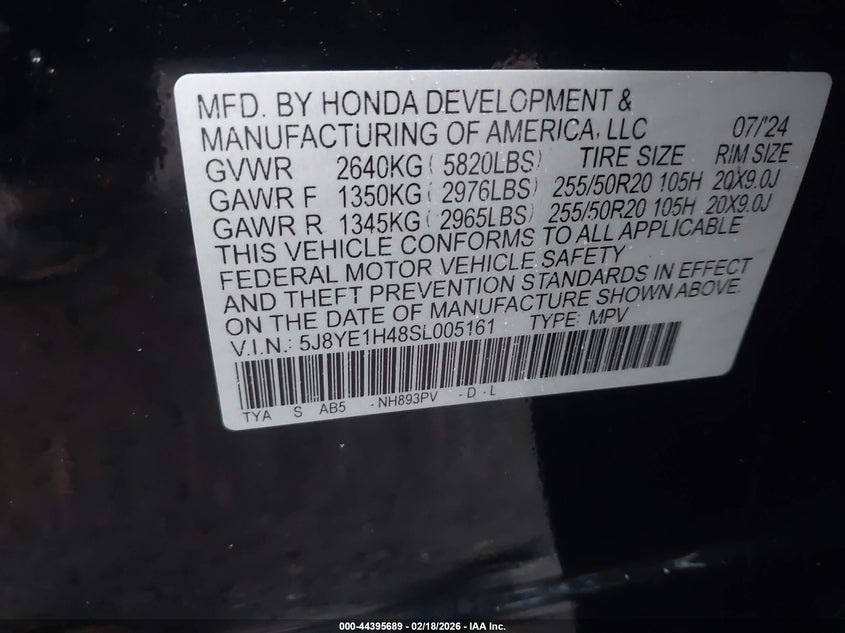 MFD. BY HONDA DEVELOPMENT &
MANUFACTURING OF AMERICA, LLC 07/'24
GVWR 2640KG ( 5820LBS) TIRE SIZE RIM SIZE
GAWR F 1350KG ( 2976LBS) 255/50R20 105H 20X9.0J
GAWR R 1345KG ( 2965LBS) 255/50R20 105H 20X9.0J
THIS VEHICLE CONFORMS TO ALL APPLICABLE
FEDERAL MOTOR VEHICLE SAFETY
AND THEFT PREVENTION STANDARDS IN EFFECT
ON THE DATE OF MANUFACTURE SHOWN ABOVE.
V.I.N.: 5J8YE1H48SL005161 TYPE: MPV
TYA S AB5 -NH893PV -D -L
000-44395689 - 02/18/2026 - IAA Inc.